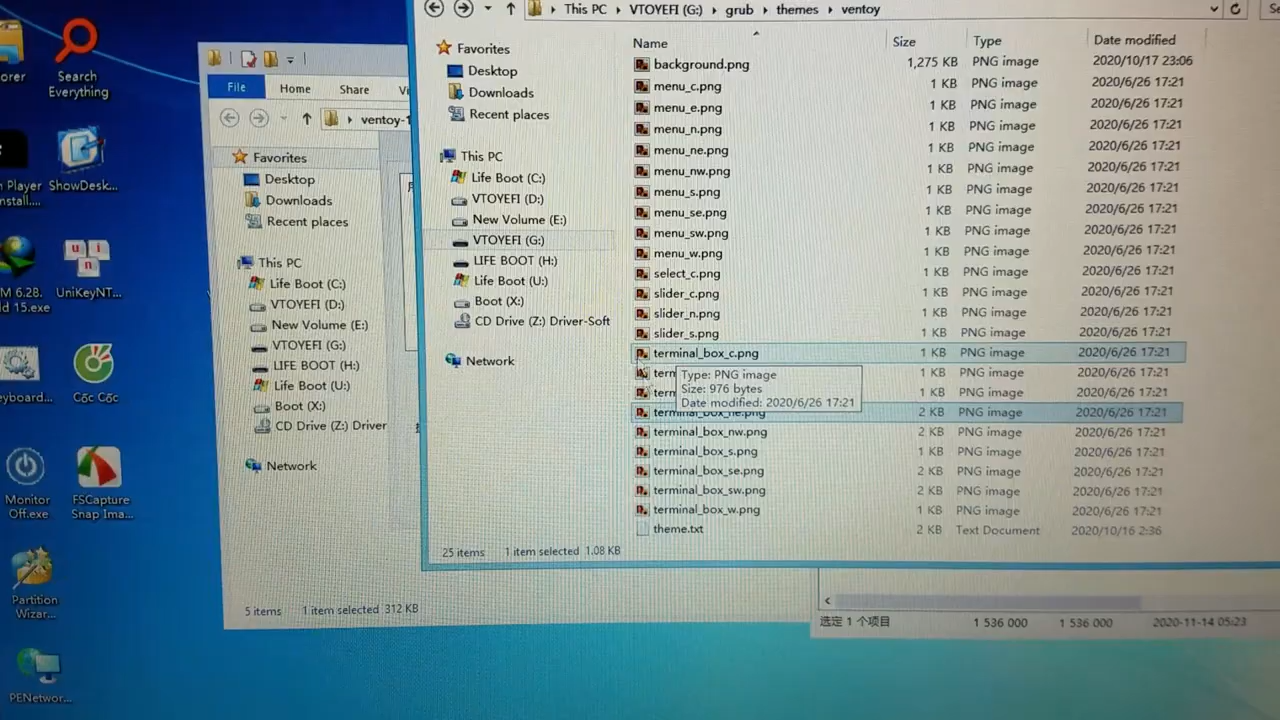 This PC
VTOYEFI (G:)
grub
themes
ventoy
Name
Size
Type
Date modified
background.png
1,275 KB
PNG image
2020/10/17 23:06
menu_c.png
1 KB
PNG image
2020/6/26 17:21
menu_e.png
1 KB
PNG image
2020/6/26 17:21
menu_n.png
1 KB
PNG image
2020/6/26 17:21
menu_ne.png
1 KB
PNG image
2020/6/26 17:21
menu_nw.png
1 KB
PNG image
2020/6/26 17:21
menu_s.png
1 KB
PNG image
2020/6/26 17:21
menu_se.png
1 KB
PNG image
2020/6/26 17:21
menu_sw.png
1 KB
PNG image
2020/6/26 17:21
menu_w.png
1 KB
PNG image
2020/6/26 17:21
select_c.png
1 KB
PNG image
2020/6/26 17:21
slider_c.png
1 KB
PNG image
2020/6/26 17:21
slider_n.png
1 KB
PNG image
2020/6/26 17:21
slider_s.png
1 KB
PNG image
2020/6/26 17:21
terminal_box_c.png
1 KB
PNG image
2020/6/26 17:21
term
1 KB
PNG image
2020/6/26 17:21
term
1 KB
PNG image
2020/6/26 17:21
terminal_box_ne.png
2 KB
PNG image
2020/6/26 17:21
terminal_box_nw.png
2 KB
PNG image
2020/6/26 17:21
terminal_box_s.png
1 KB
PNG image
2020/6/26 17:21
terminal_box_se.png
2 KB
PNG image
2020/6/26 17:21
terminal_box_sw.png
2 KB
PNG image
2020/6/26 17:21
terminal_box_w.png
1 KB
PNG image
2020/6/26 17:21
theme.txt
2 KB
Text Document
2020/10/16 2:36
Type: PNG image
Size: 976 bytes
Date modified: 2020/6/26 17:21
Favorites
Desktop
Downloads
Recent places
This PC
Life Boot (C:)
VTOYEFI (D:)
New Volume (E:)
VTOYEFI (G:)
LIFE BOOT (H:)
Life Boot (U:)
Boot (X:)
CD Drive (Z:) Driver-Soft
Network
25 items
1 item selected 1.08 KB
File
Home
Share
Vi
ventoy-1
Favorites
Desktop
Downloads
Recent places
This PC
Life Boot (C:)
VTOYEFI (D:)
New Volume (E:)
VTOYEFI (G:)
LIFE BOOT (H:)
Life Boot (U:)
Boot (X:)
CD Drive (Z:) Driver
Network
5 items
1 item selected 312 KB
选定 1 个项目
1 536 000
1 536 000
2020-11-14 05:23
orer
Search
Everything
Player
nstall....
ShowDesk...
M 6.28.
ld 15.exe
u
n
i
UniKeyNT...
eyboard...
Cốc Cốc
Monitor
Off.exe
FSCapture
Snap Ima...
Partition
Wizar...
PENetwor...